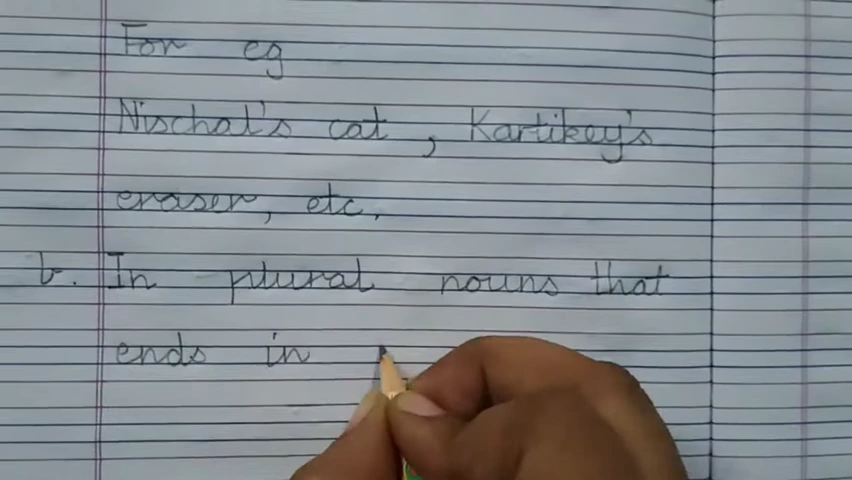 For eg
Nischal's cat, Kartikey's
eraser, etc.
b. In plural nouns that
ends in